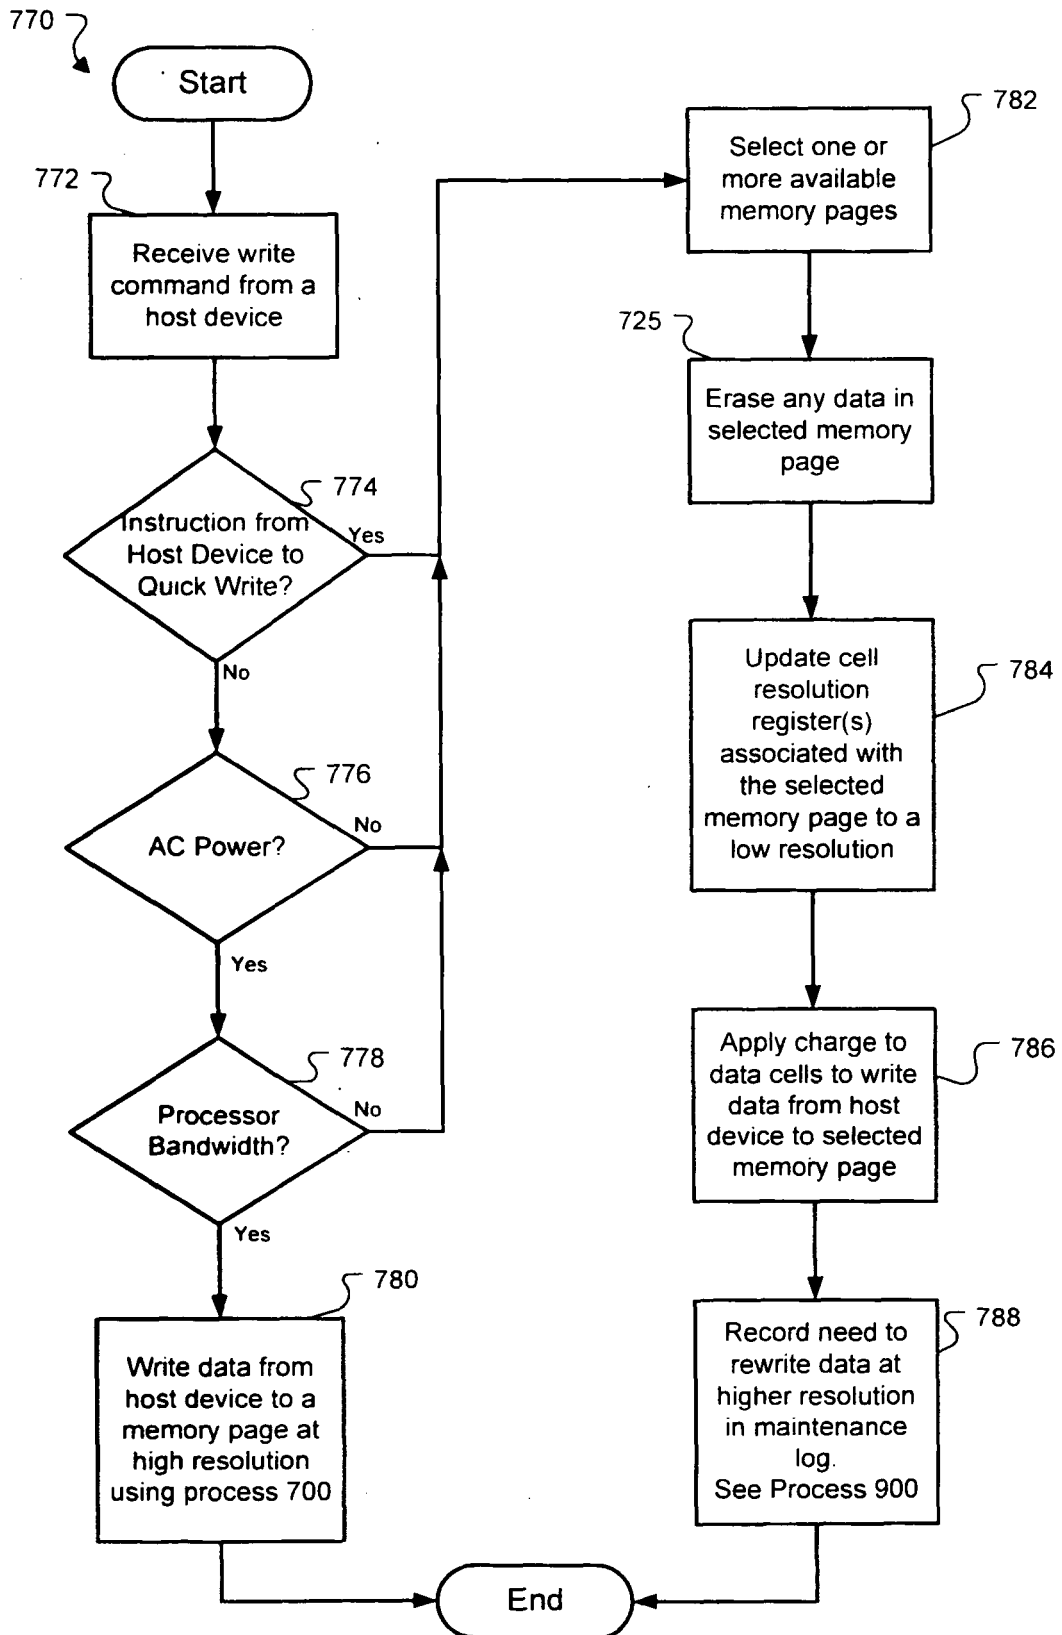 770
Start
772
Receive write
command from a
host device
774
Instruction from
Host Device to
Quick Write?
Yes
No
776
AC Power?
No
Yes
778
Processor
Bandwidth?
No
Yes
780
Write data from
host device to a
memory page at
high resolution
using process 700
782
Select one or
more available
memory pages
725
Erase any data in
selected memory
page
784
Update cell
resolution
register(s)
associated with
the selected
memory page to a
low resolution
786
Apply charge to
data cells to write
data from host
device to selected
memory page
788
Record need to
rewrite data at
higher resolution
in maintenance
log.
See Process 900
End